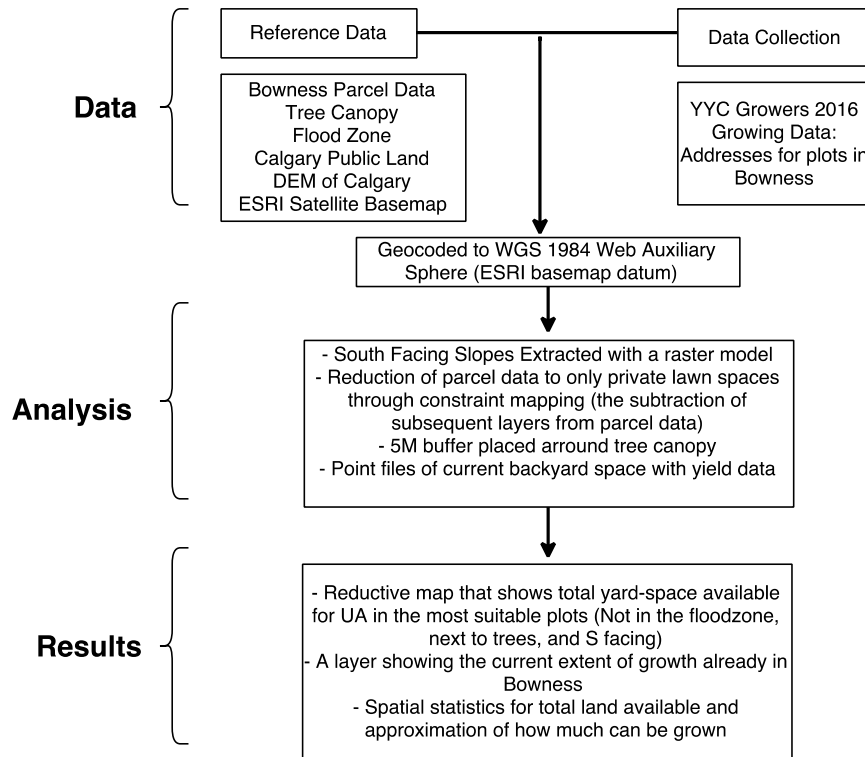 Data
Reference Data
Data Collection
Bowness Parcel Data
Tree Canopy
Flood Zone
Calgary Public Land
DEM of Calgary
ESRI Satellite Basemap
YYC Growers 2016
Growing Data:
Addresses for plots in
Bowness
Geocoded to WGS 1984 Web Auxiliary
Sphere (ESRI basemap datum)
Analysis
- South Facing Slopes Extracted with a raster model
- Reduction of parcel data to only private lawn spaces
through constraint mapping (the subtraction of
subsequent layers from parcel data)
- 5M buffer placed arround tree canopy
- Point files of current backyard space with yield data
Results
- Reductive map that shows total yard-space available
for UA in the most suitable plots (Not in the floodzone,
next to trees, and S facing)
- A layer showing the current extent of growth already in
Bowness
- Spatial statistics for total land available and
approximation of how much can be grown